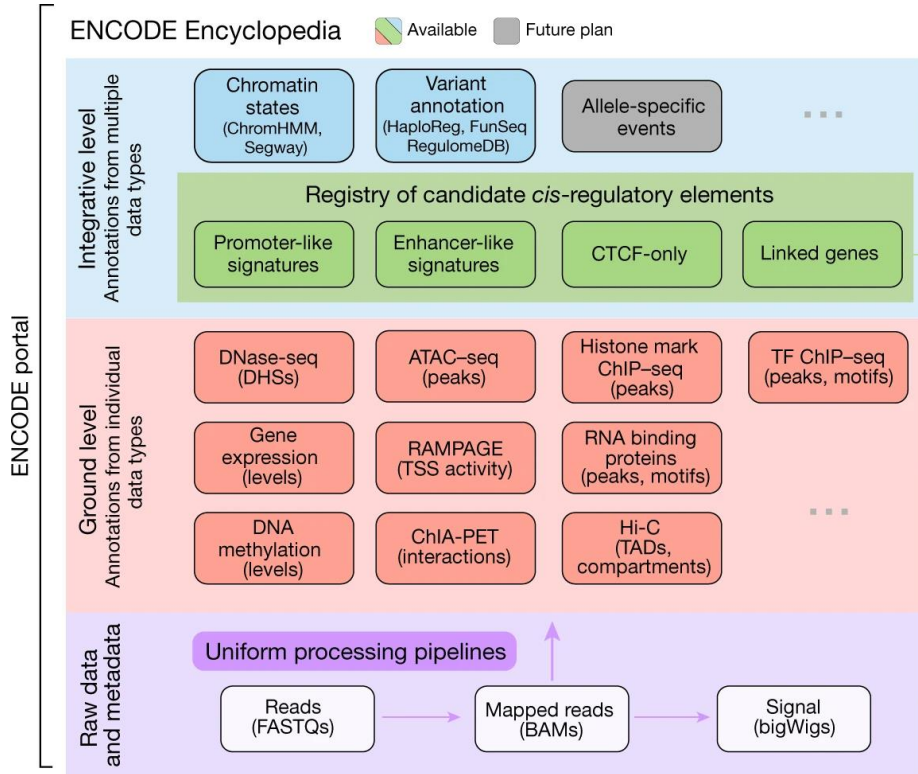 ENCODE Encyclopedia
Available
Future plan
ENCODE portal
Integrative level
Annotations from multiple
data types
Chromatin
states
(ChromHMM,
Segway)
Variant
annotation
(HaploReg, FunSeq
RegulomeDB)
Allele-specific
events
...
Registry of candidate cis-regulatory elements
Promoter-like
signatures
Enhancer-like
signatures
CTCF-only
Linked genes
Ground level
Annotations from individual
data types
DNase-seq
(DHSs)
ATAC–seq
(peaks)
Histone mark
ChIP–seq
(peaks)
TF ChIP–seq
(peaks, motifs)
Gene
expression
(levels)
RAMPAGE
(TSS activity)
RNA binding
proteins
(peaks, motifs)
DNA
methylation
(levels)
ChIA-PET
(interactions)
Hi-C
(TADs,
compartments)
...
Raw data
and metadata
Uniform processing pipelines
Reads
(FASTQs)
Mapped reads
(BAMs)
Signal
(bigWigs)